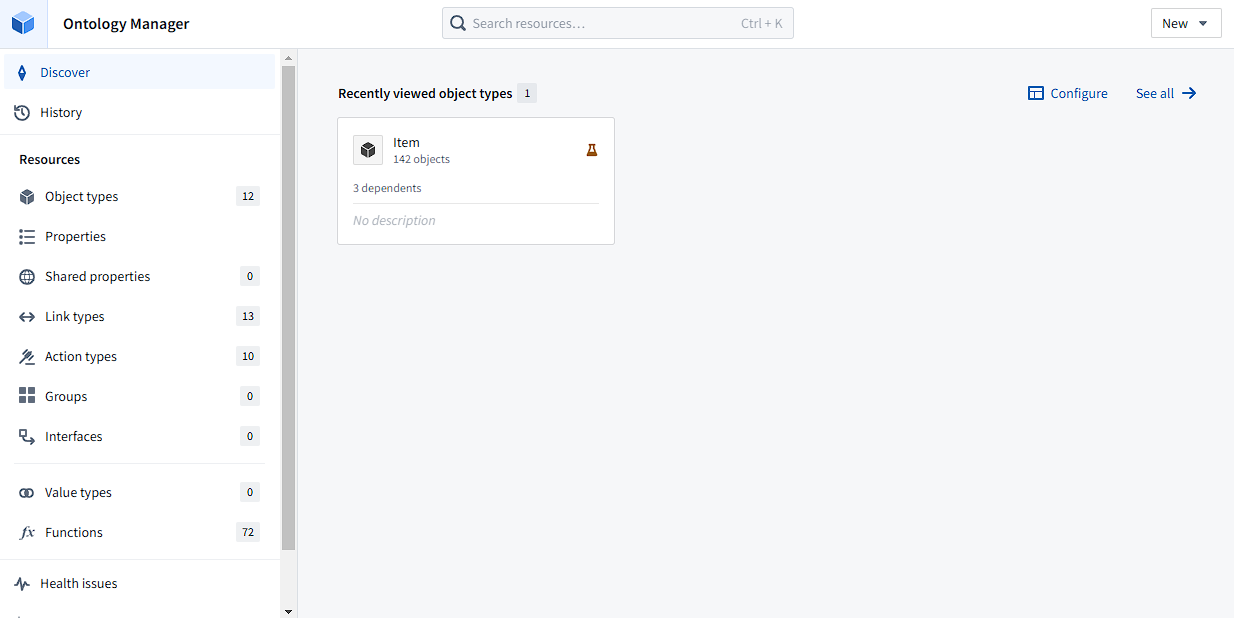 Ontology Manager
Search resources...
Ctrl + K
New
Discover
History
Resources
Object types 12
Properties
Shared properties 0
Link types 13
Action types 10
Groups 0
Interfaces 0
Value types 0
Functions 72
Health issues
Recently viewed object types 1
Configure
See all
Item
142 objects
3 dependents
No description